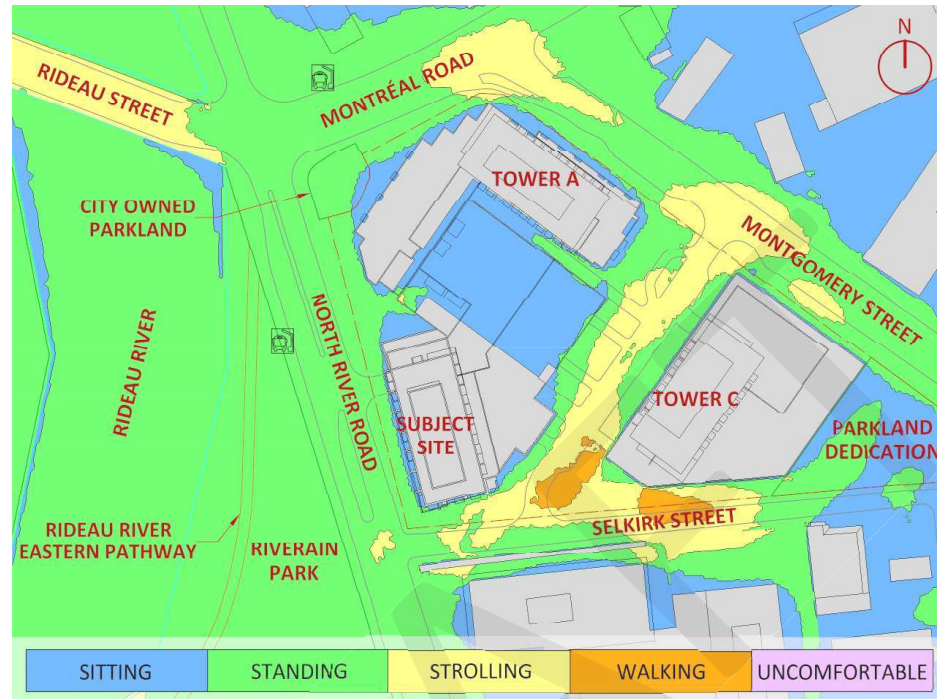 N
RIDEAU STREET
MONTRÉAL ROAD
TOWER A
CITY OWNED
PARKLAND
MONTGOMERY STREET
RIDEAU RIVER
NORTH RIVER ROAD
SUBJECT
SITE
TOWER C
PARKLAND
DEDICATION
SELKIRK STREET
RIDEAU RIVER
EASTERN PATHWAY
RIVERAIN
PARK
SITTING
STANDING
STROLLING
WALKING
UNCOMFORTABLE